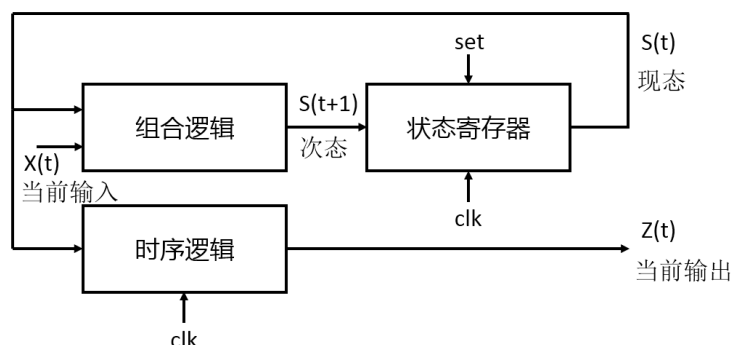 S(t)
现态
set
组合逻辑
S(t+1)
次态
状态寄存器
X(t)
当前输入
clk
时序逻辑
Z(t)
当前输出
clk